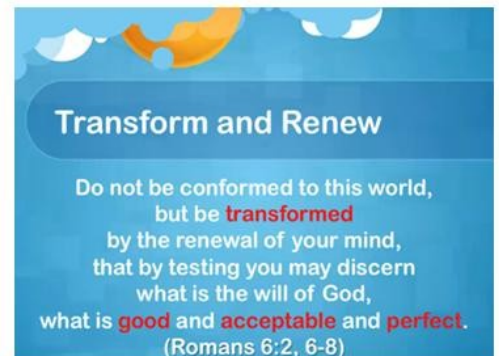 Transform and Renew
Do not be conformed to this world,
but be transformed
by the renewal of your mind,
that by testing you may discern
what is the will of God,
what is good and acceptable and perfect.
(Romans 6:2, 6-8)